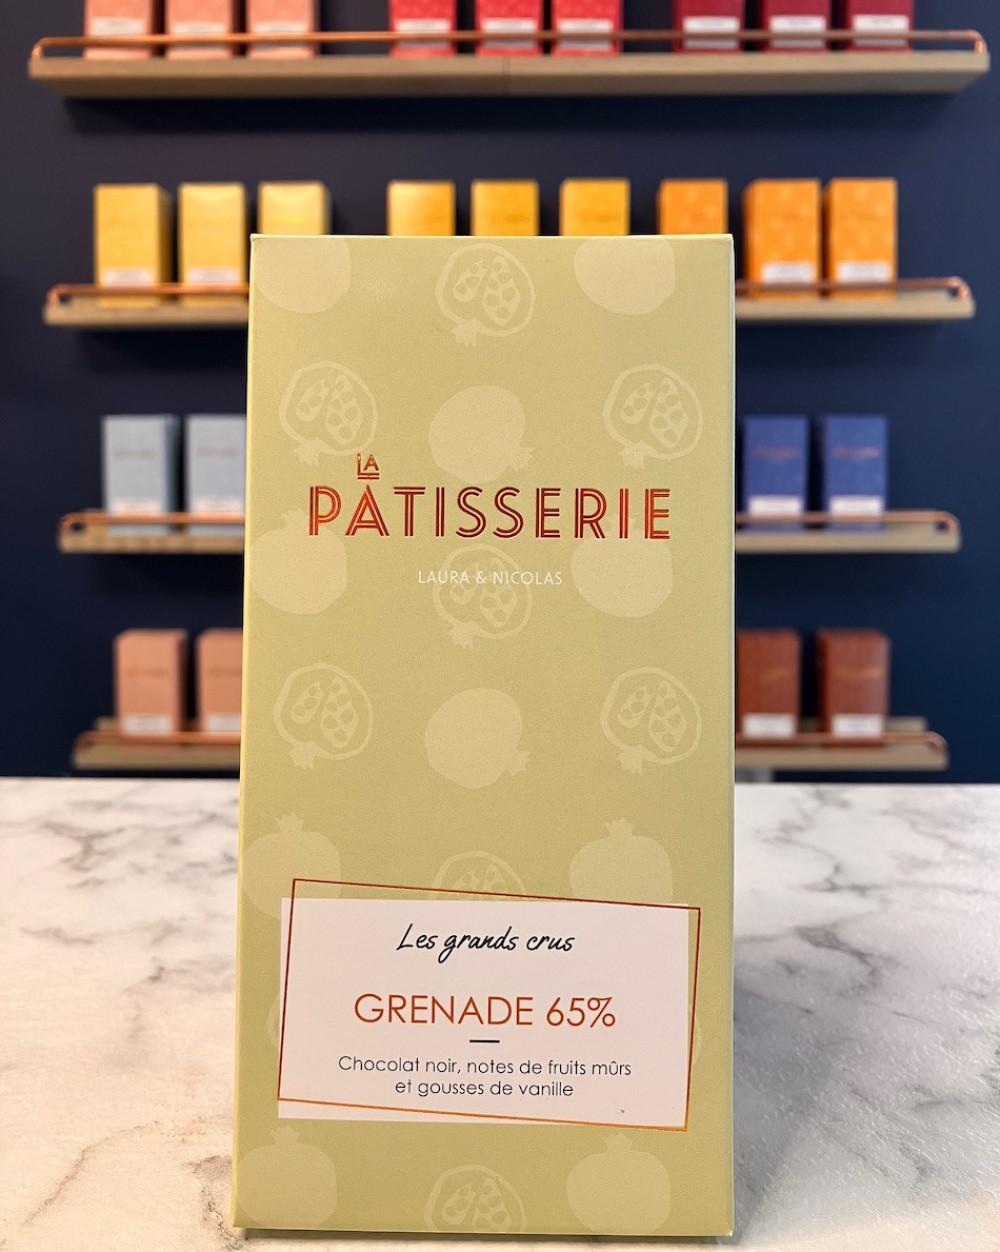 LA
PÂTISSERIE
LAURA & NICOLAS
Les grands crus
GRENADE 65%
Chocolat noir, notes de fruits mûrs
et gousses de vanille